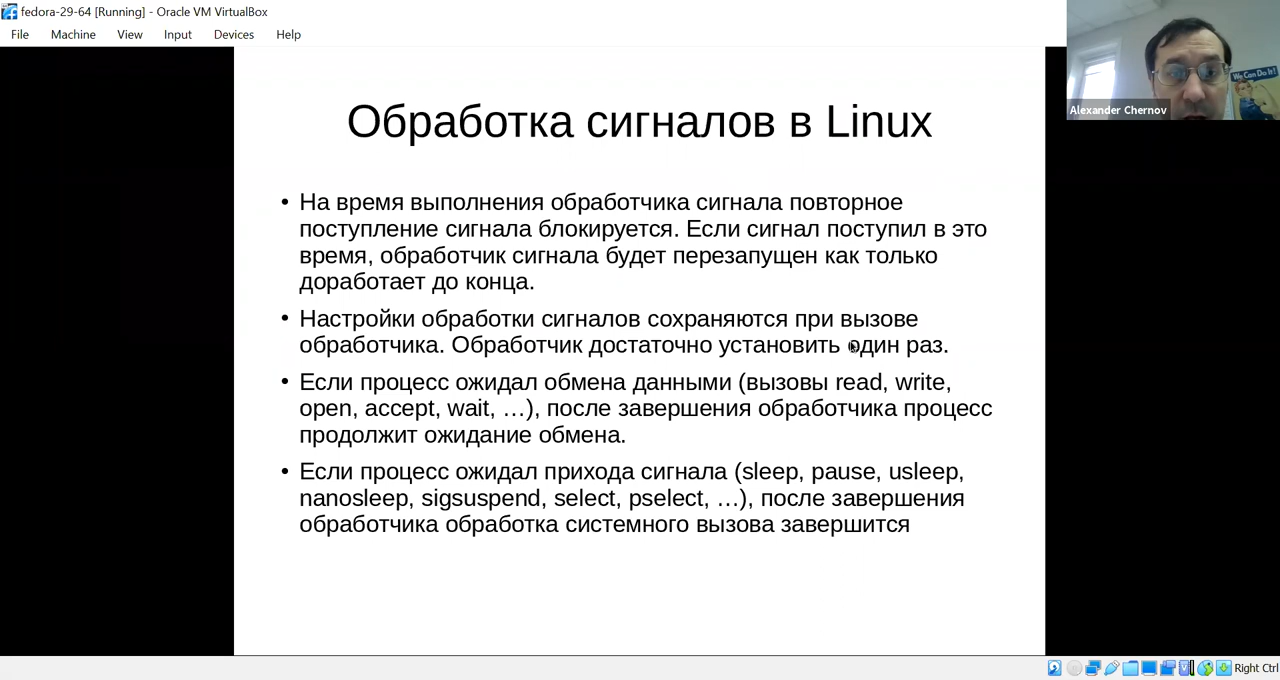 fedora-29-64 [Running] - Oracle VM VirtualBox
File Machine View Input Devices Help
We Can Do It!
Alexander Chernov
Обработка сигналов в Linux
• На время выполнения обработчика сигнала повторное
поступление сигнала блокируется. Если сигнал поступил в это
время, обработчик сигнала будет перезапущен как только
доработает до конца.
• Настройки обработки сигналов сохраняются при вызове
обработчика. Обработчик достаточно установить один раз.
• Если процесс ожидал обмена данными (вызовы read, write,
open, accept, wait, …), после завершения обработчика процесс
продолжит ожидание обмена.
• Если процесс ожидал прихода сигнала (sleep, pause, usleep,
nanosleep, sigsuspend, select, pselect, …), после завершения
обработчика обработка системного вызова завершится
Right Ctrl